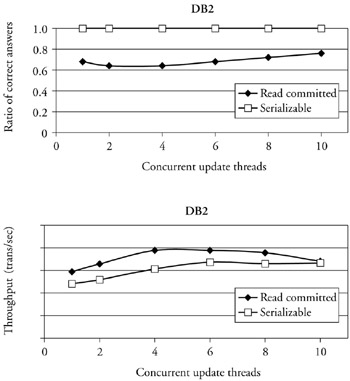 DB2
Ratio of correct answers
1.0
0.8
0.6
0.4
0.2
0
Read committed
Serializable
0 2 4 6 8 10
Concurrent update threads
DB2
Throughput (trans/sec)
Read committed
Serializable
0 2 4 6 8 10
Concurrent update threads